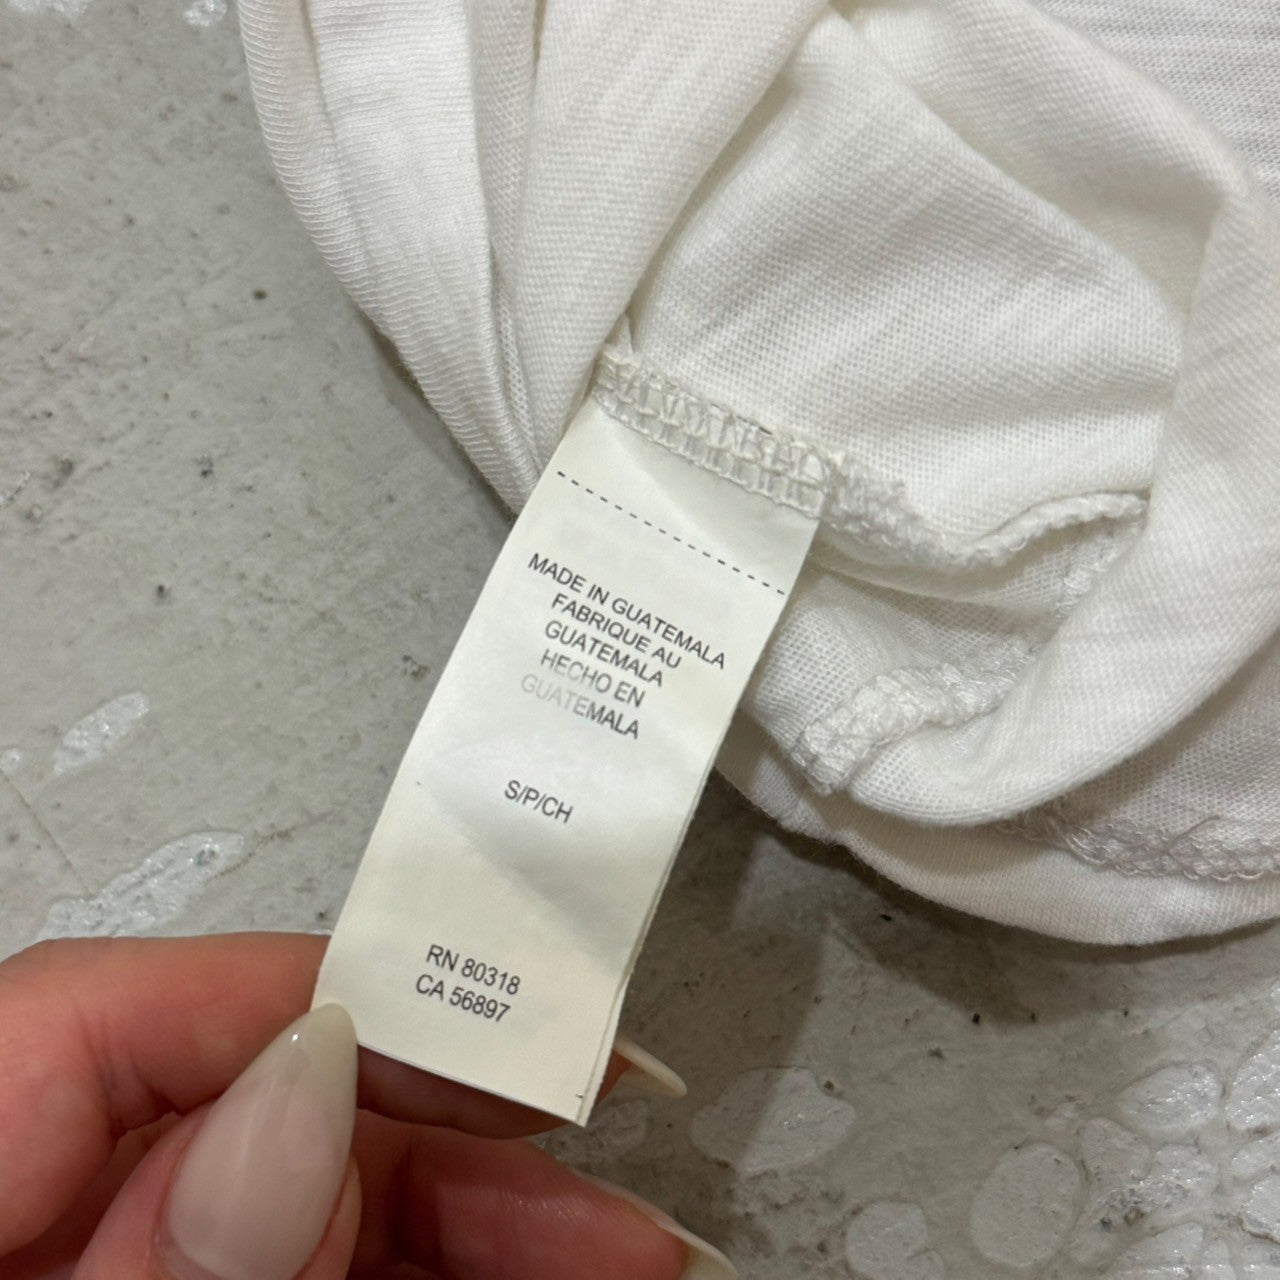 MADE IN GUATEMALA
FABRIQUE AU
GUATEMALA
HECHO EN
GUATEMALA
S/P/CH
RN 80318
CA 56897